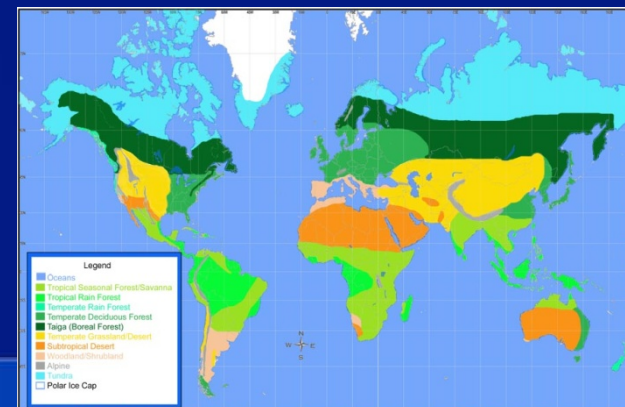 Legend
Oceans
Tropical Seasonal Forest/Savanna
Tropical Rain Forest
Temperate Rain Forest
Temperate Deciduous Forest
Taiga (Boreal Forest)
Temperate Grassland/Desert
Subtropical Desert
Woodland/Shrubland
Alpine
Tundra
Polar Ice Cap
N
W
E
S